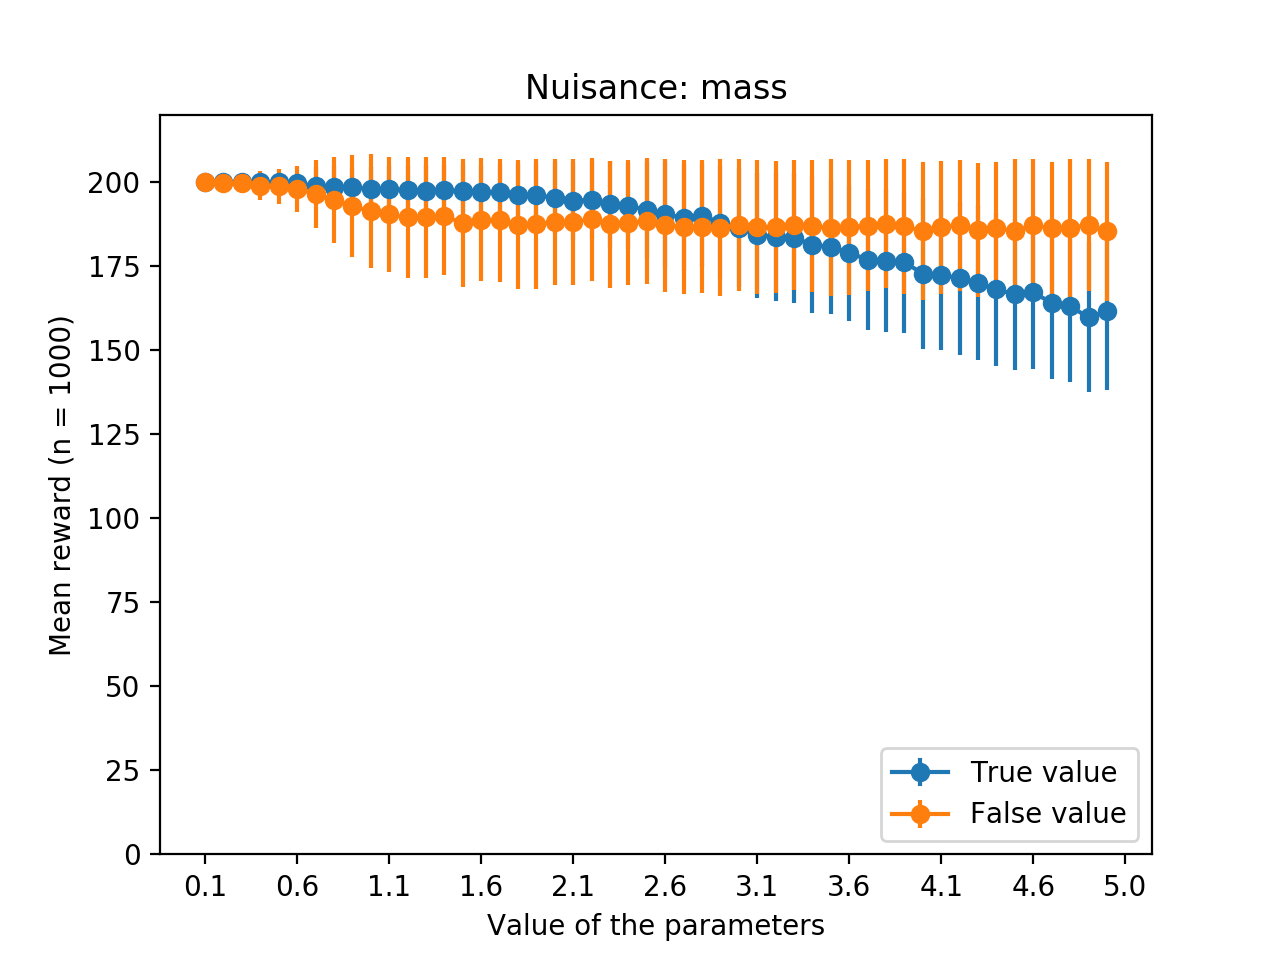 Nuisance: mass
Mean reward (n = 1000)
200
175
150
125
100
75
50
25
0
True value
False value
0.1 0.6 1.1 1.6 2.1 2.6 3.1 3.6 4.1 4.6 5.0
Value of the parameters